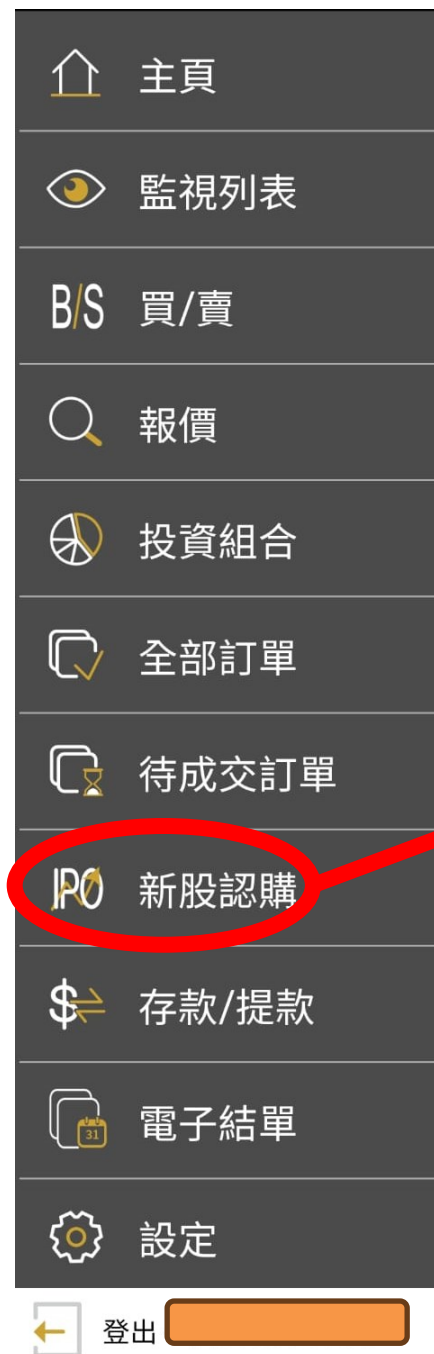 主頁
監視列表
B/S 買/賣
報價
投資組合
全部訂單
待成交訂單
IPO 新股認購
$ 存款/提款
31 電子結單
設定
登出